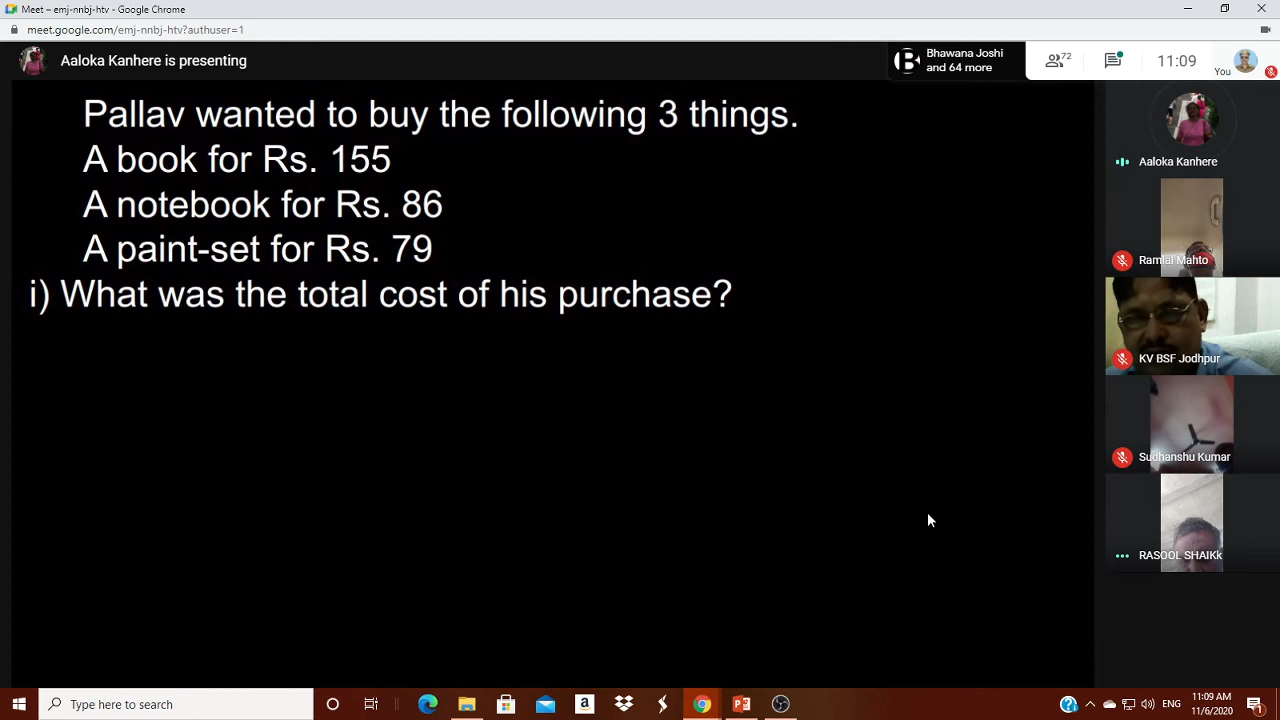 Meet – emj-nnbj-htv - Google Chrome
meet.google.com/emj-nnbj-htv?authuser=1
Aaloka Kanhere is presenting
B
Bhawana Joshi
and 64 more
72
11:09
You
Pallav wanted to buy the following 3 things.
A book for Rs. 155
A notebook for Rs. 86
A paint-set for Rs. 79
i) What was the total cost of his purchase?
Aaloka Kanhere
Ramlal Mahto
KV BSF Jodhpur
Sudhanshu Kumar
RASOOL SHAIKk
Type here to search
a
ENG
11:09 AM
11/6/2020
1